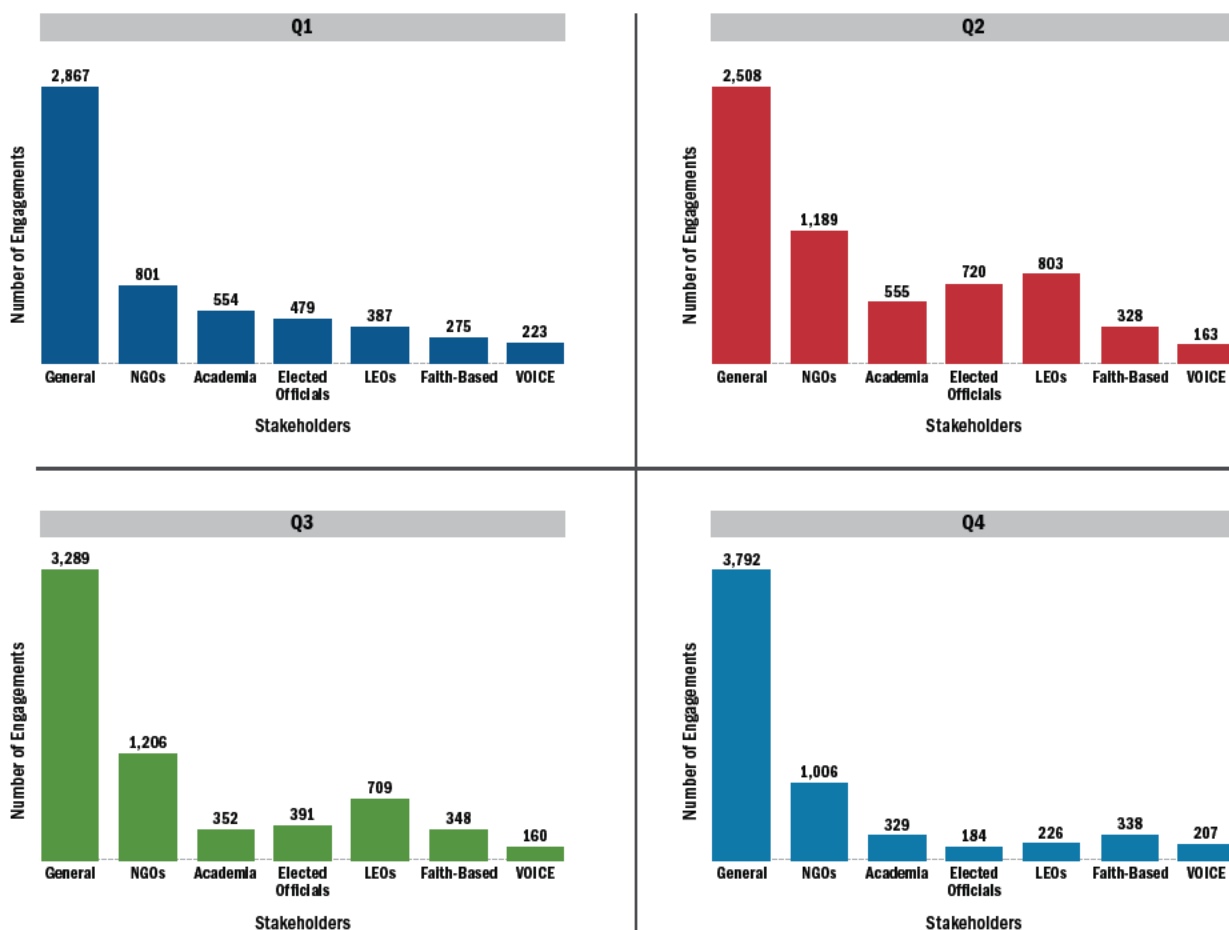 Q1
2,867
801
554
479
387
275
223
Number of Engagements
General NGOs Academia Elected Officials LEOs Faith-Based VOICE
Stakeholders
Q2
2,508
1,189
555
720
803
328
163
Number of Engagements
General NGOs Academia Elected Officials LEOs Faith-Based VOICE
Stakeholders
Q3
3,289
1,206
352
391
709
348
160
Number of Engagements
General NGOs Academia Elected Officials LEOs Faith-Based VOICE
Stakeholders
Q4
3,792
1,006
329
184
226
338
207
Number of Engagements
General NGOs Academia Elected Officials LEOs Faith-Based VOICE
Stakeholders